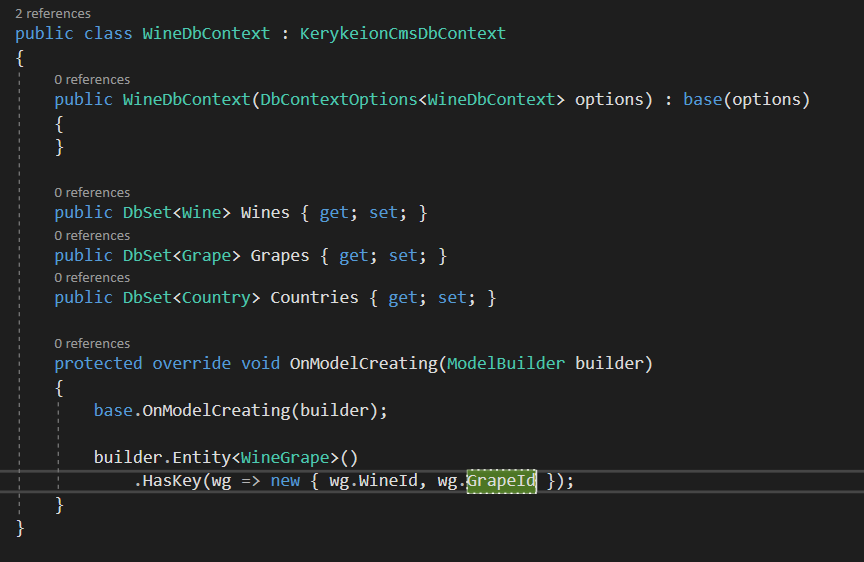 2 references
public class WineDbContext : KerykeionCmsDbContext
{
0 references
public WineDbContext(DbContextOptions<WineDbContext> options) : base(options)
{
}
0 references
public DbSet<Wine> Wines { get; set; }
0 references
public DbSet<Grape> Grapes { get; set; }
0 references
public DbSet<Country> Countries { get; set; }
0 references
protected override void OnModelCreating(ModelBuilder builder)
{
base.OnModelCreating(builder);
builder.Entity<WineGrape>()
.HasKey(wg => new { wg.WineId, wg.GrapeId });
}
}